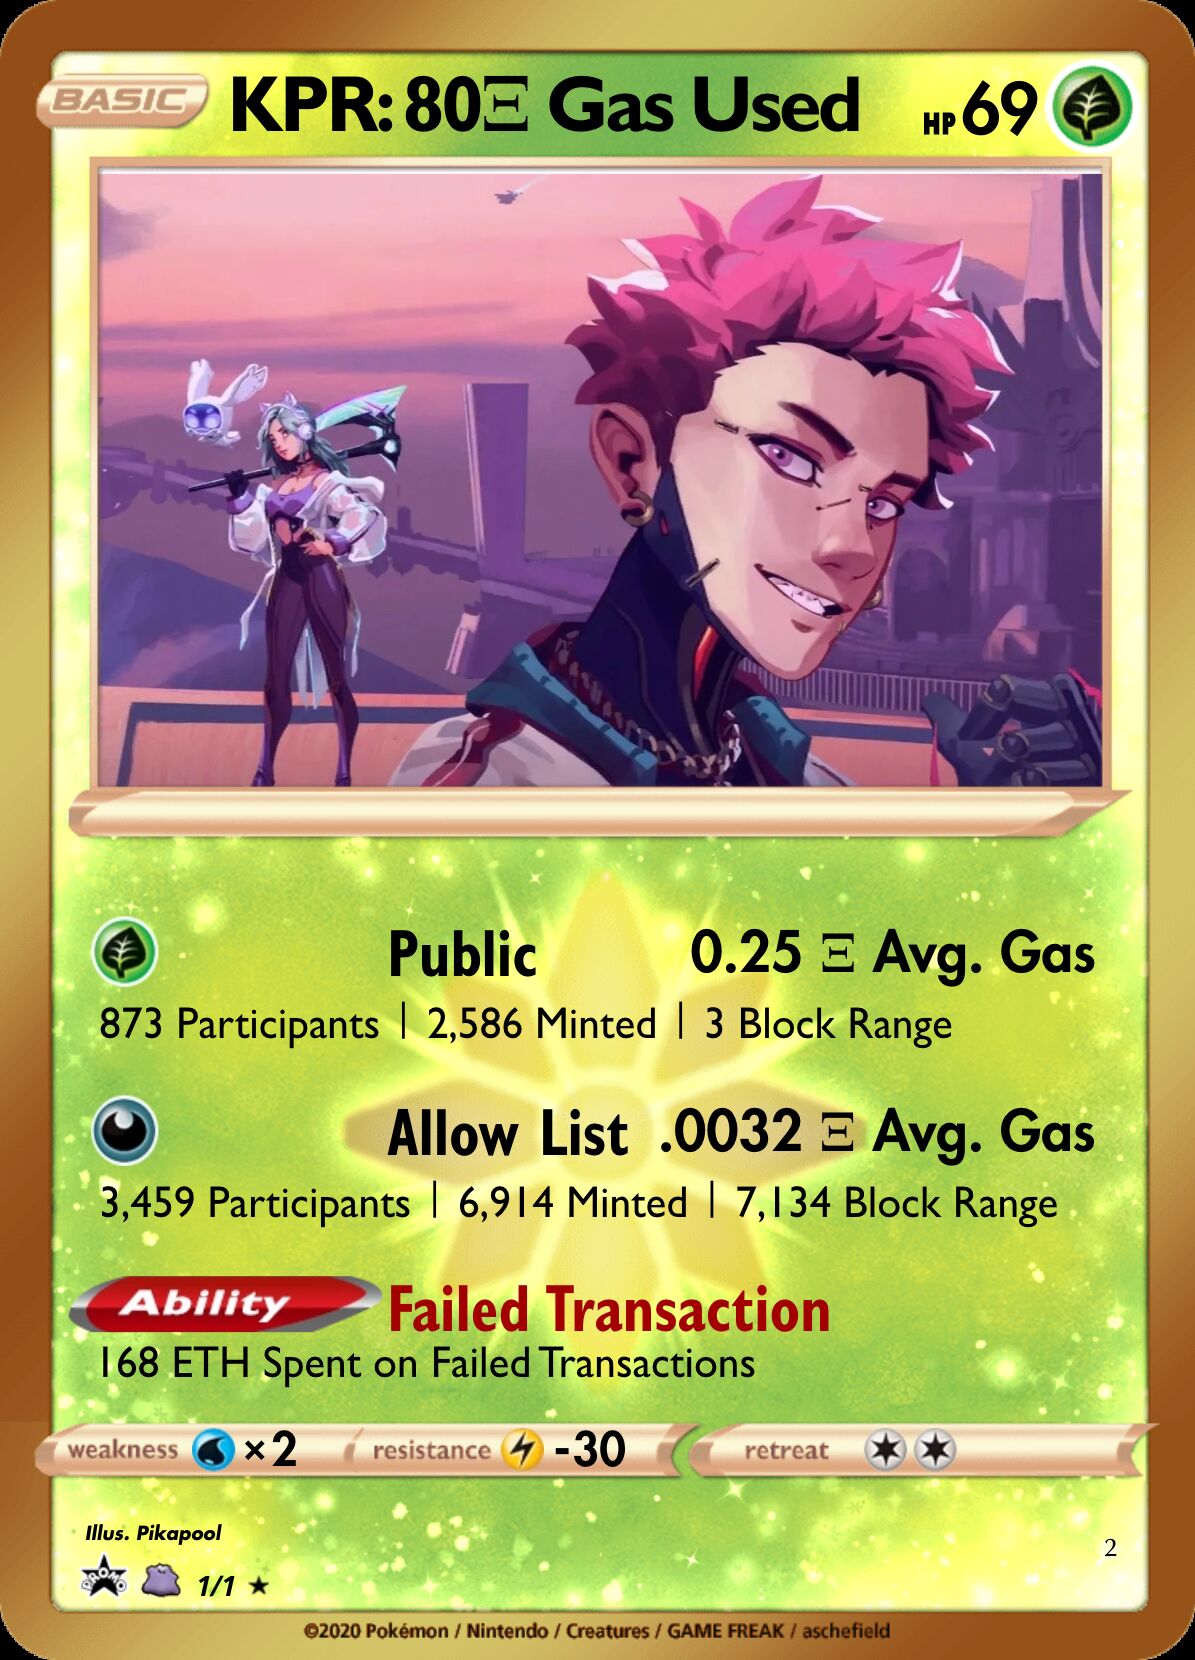 BASIC
KPR: 80Ξ Gas Used
HP 69
Public 0.25 Ξ Avg. Gas
873 Participants | 2,586 Minted | 3 Block Range
Allow List .0032 Ξ Avg. Gas
3,459 Participants | 6,914 Minted | 7,134 Block Range
Ability Failed Transaction
168 ETH Spent on Failed Transactions
weakness ×2 resistance -30 retreat
Illus. Pikapool
2
PROMO 1/1 ★
©2020 Pokémon / Nintendo / Creatures / GAME FREAK / aschefield